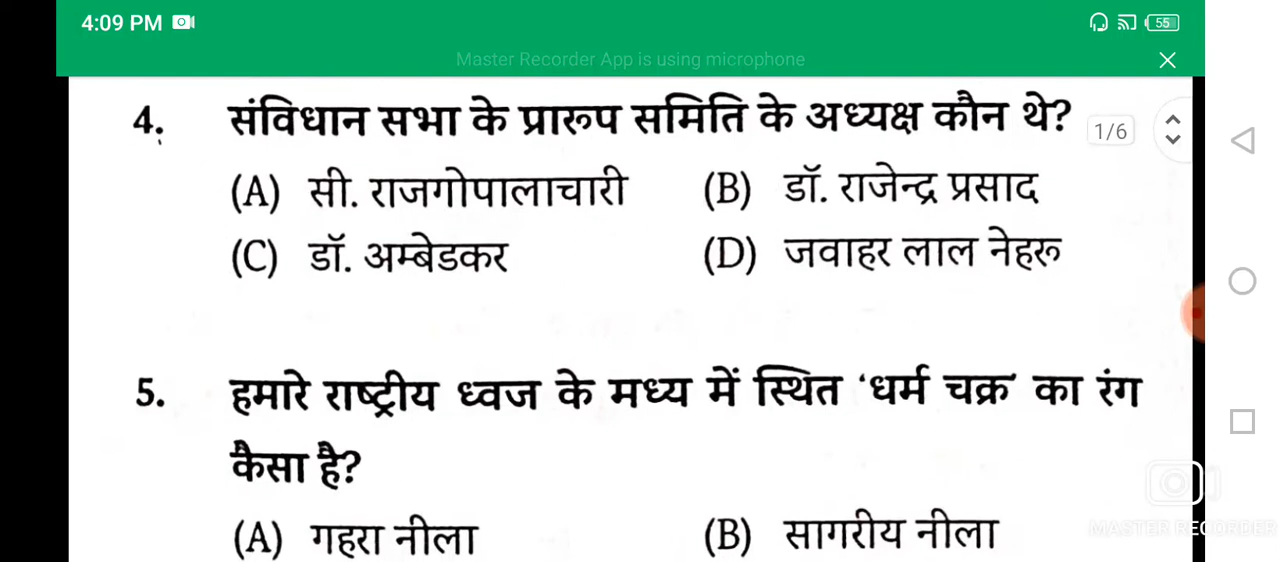 4:09 PM
55
Master Recorder App is using microphone
4. संविधान सभा के प्रारूप समिति के अध्यक्ष कौन थे?
1/6
(A) सी. राजगोपालाचारी (B) डॉ. राजेन्द्र प्रसाद
(C) डॉ. अम्बेडकर (D) जवाहर लाल नेहरू
5. हमारे राष्ट्रीय ध्वज के मध्य में स्थित ‘धर्म चक्र’ का रंग
कैसा है?
(A) गहरा नीला (B) सागरीय नीला
MASTER RECORDER